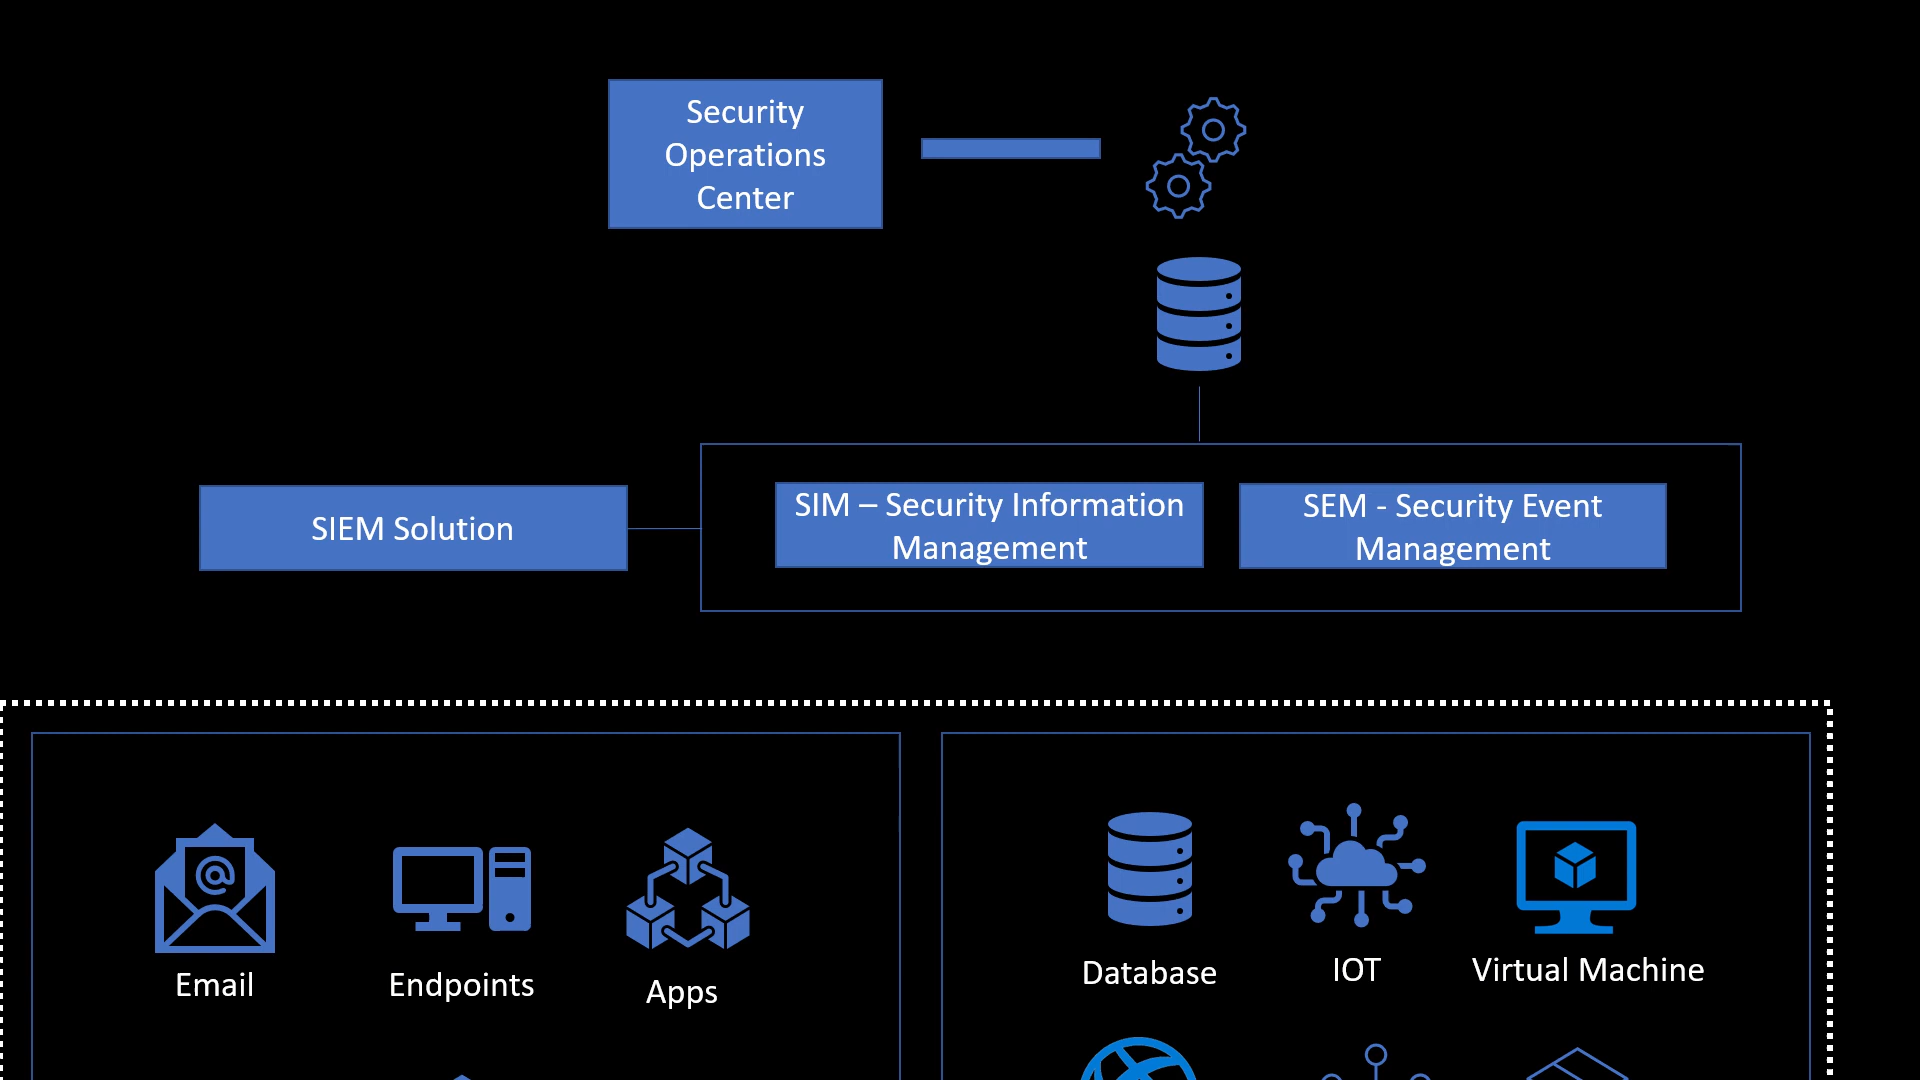 Security
Operations
Center
SIEM Solution
SIM – Security Information
Management
SEM - Security Event
Management
Email
Endpoints
Apps
Database
IOT
Virtual Machine